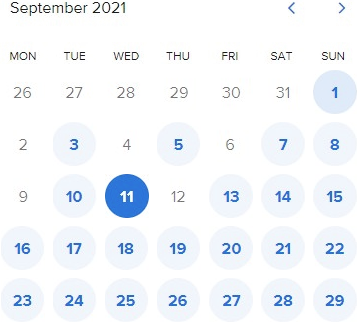 September 2021
MON TUE WED THU FRI SAT SUN
26 27 28 29 30 31 1
2 3 4 5 6 7 8
9 10 11 12 13 14 15
16 17 18 19 20 21 22
23 24 25 26 27 28 29